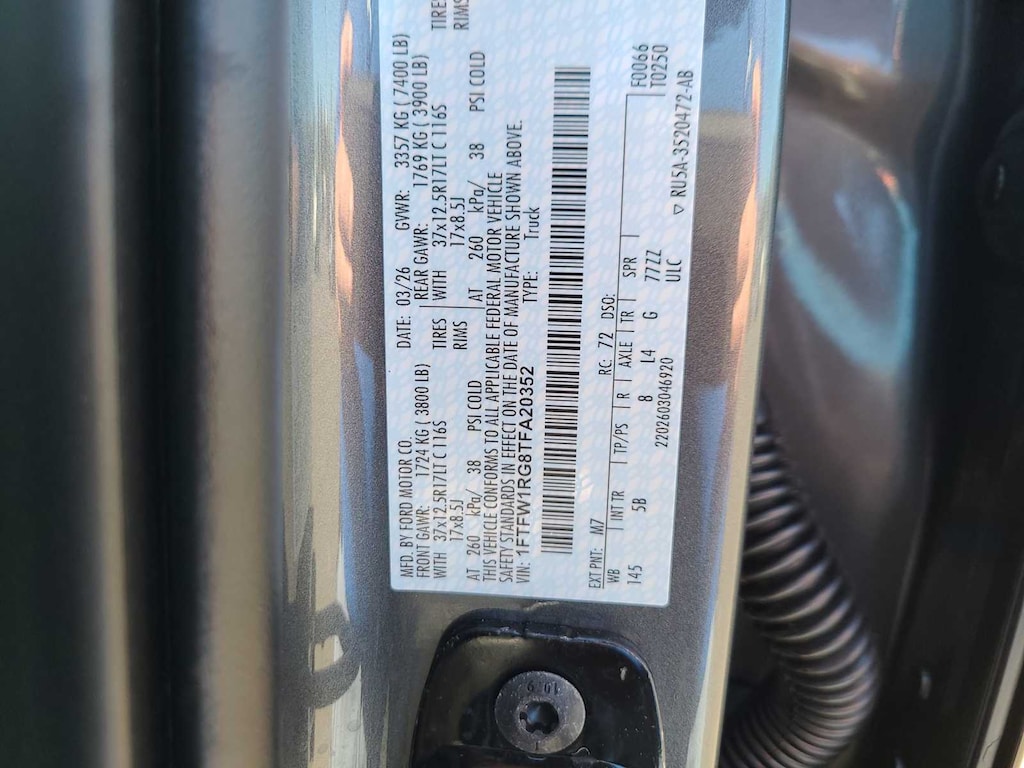 MFD. BY FORD MOTOR CO.
DATE: 03/26 GVWR: 3357 KG ( 7400 LB)
FRONT GAWR: 1724 KG ( 3800 LB) REAR GAWR: 1769 KG ( 3900 LB)
WITH 37x12.5R17LT C 116S TIRES WITH 37x12.5R17LT C 116S TIRES
17x8.5J RIMS 17x8.5J RIMS
AT 260 kPa/ 38 PSI COLD AT 260 kPa/ 38 PSI COLD
THIS VEHICLE CONFORMS TO ALL APPLICABLE FEDERAL MOTOR VEHICLE
SAFETY STANDARDS IN EFFECT ON THE DATE OF MANUFACTURE SHOWN ABOVE.
VIN: 1FTFW1RG8TFA20352 TYPE: Truck
EXT PNT: M7 RC: 72 DSO: F0066
WB INT TR TP/PS R AXLE TR SPR T0250
145 5B 8 L4 G 77ZZ
2202603046920 ULC ▽ RU5A-3520472-AB
10.9